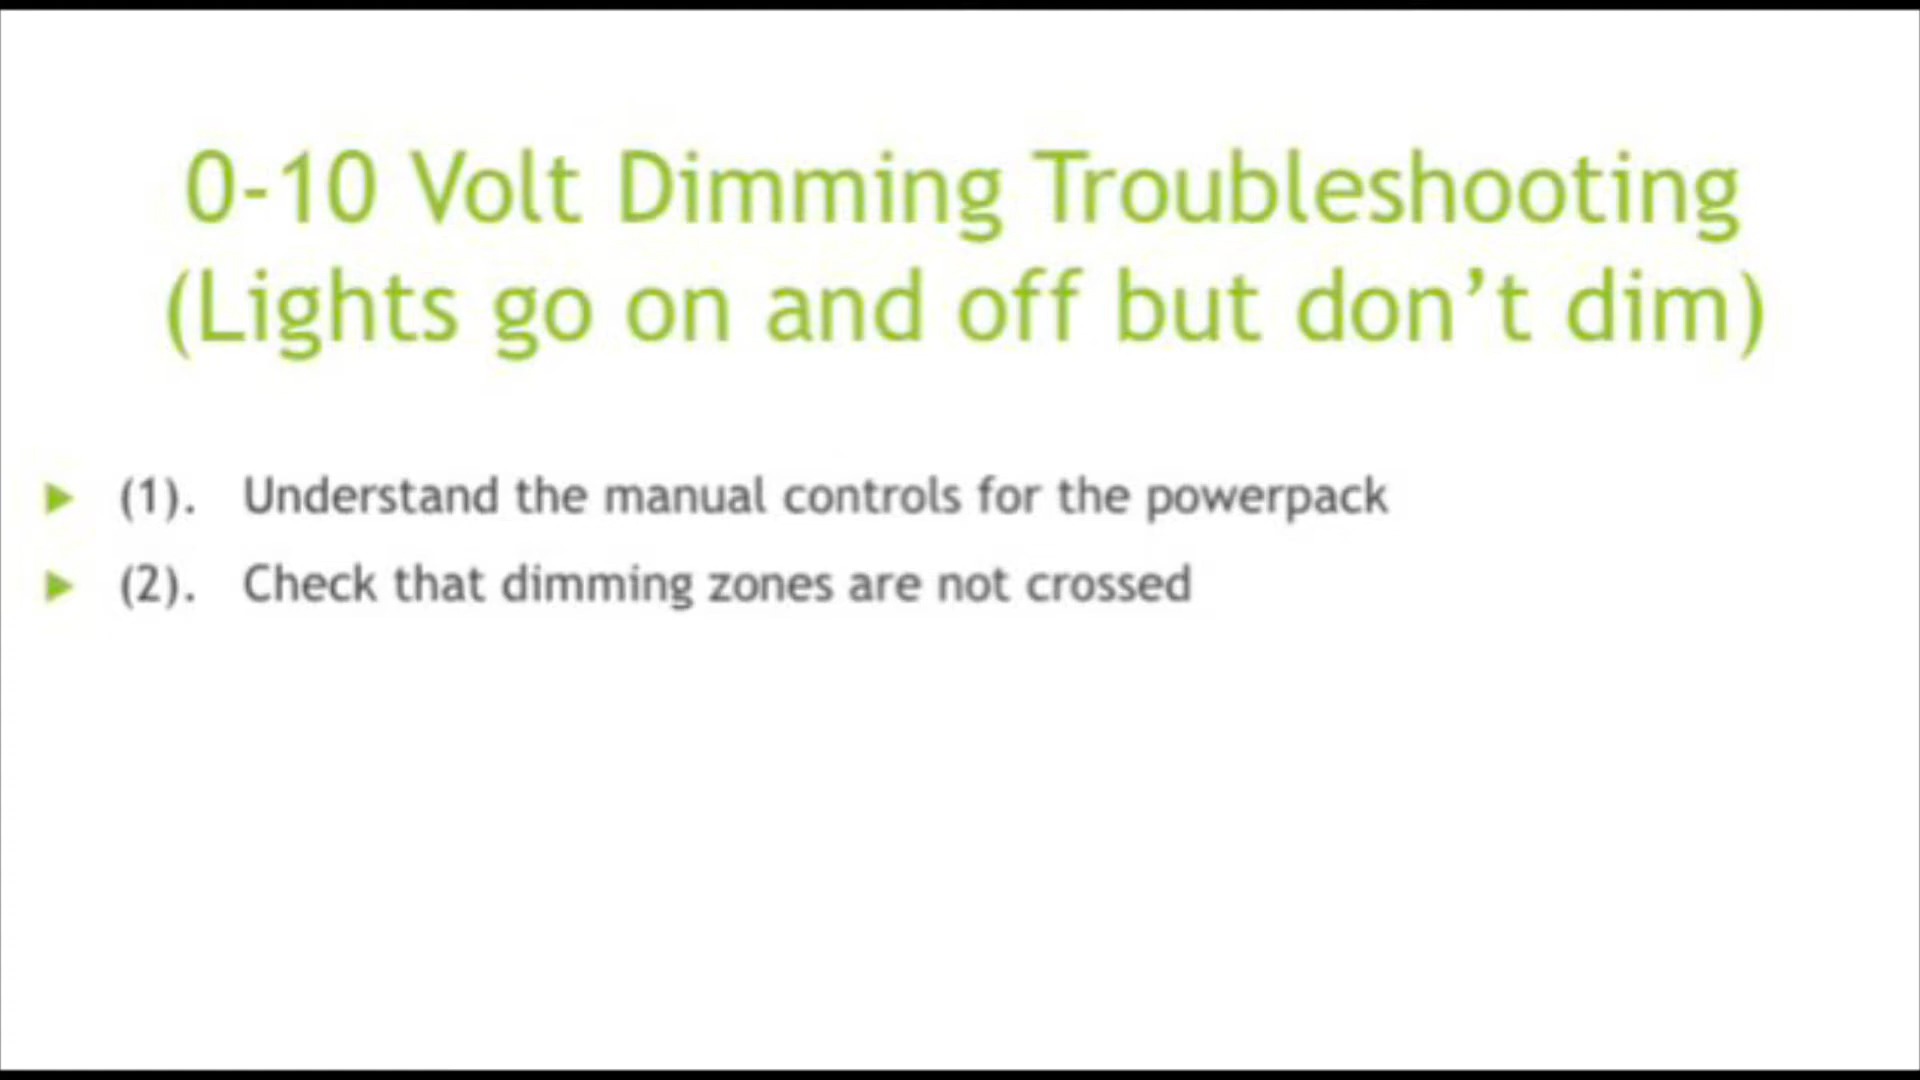 0-10 Volt Dimming Troubleshooting
(Lights go on and off but don’t dim)
(1). Understand the manual controls for the powerpack
(2). Check that dimming zones are not crossed